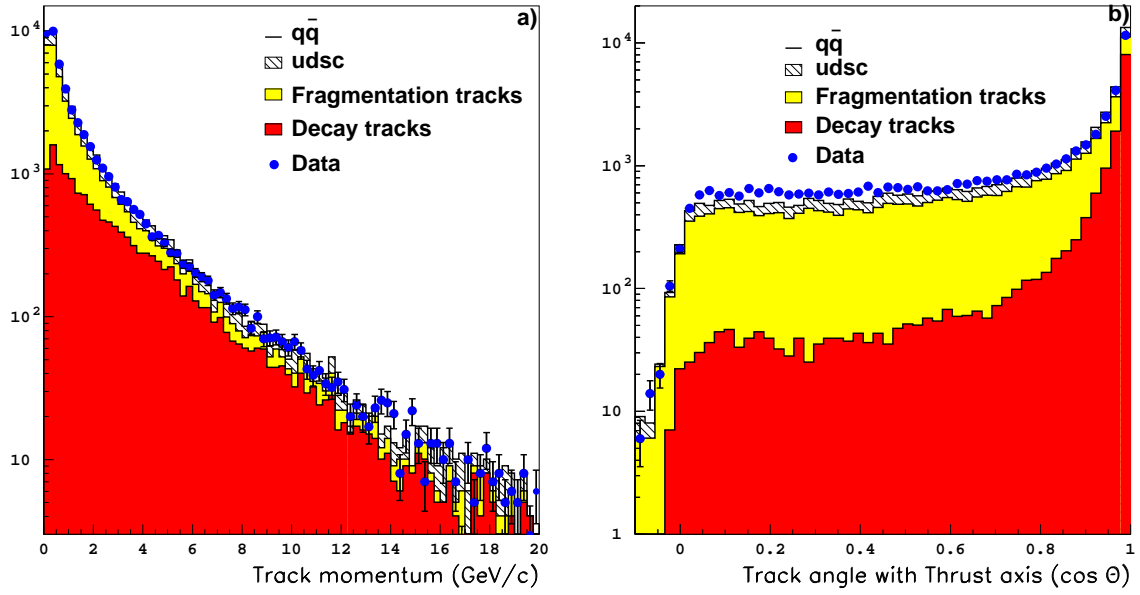 a)
qq̄
udsc
Fragmentation tracks
Decay tracks
Data
10^4
10^3
10^2
10
0 2 4 6 8 10 12 14 16 18 20
Track momentum (GeV/c)
b)
qq̄
udsc
Fragmentation tracks
Decay tracks
Data
10^4
10^3
10^2
10
1
0 0.2 0.4 0.6 0.8 1
Track angle with Thrust axis (cos Θ)